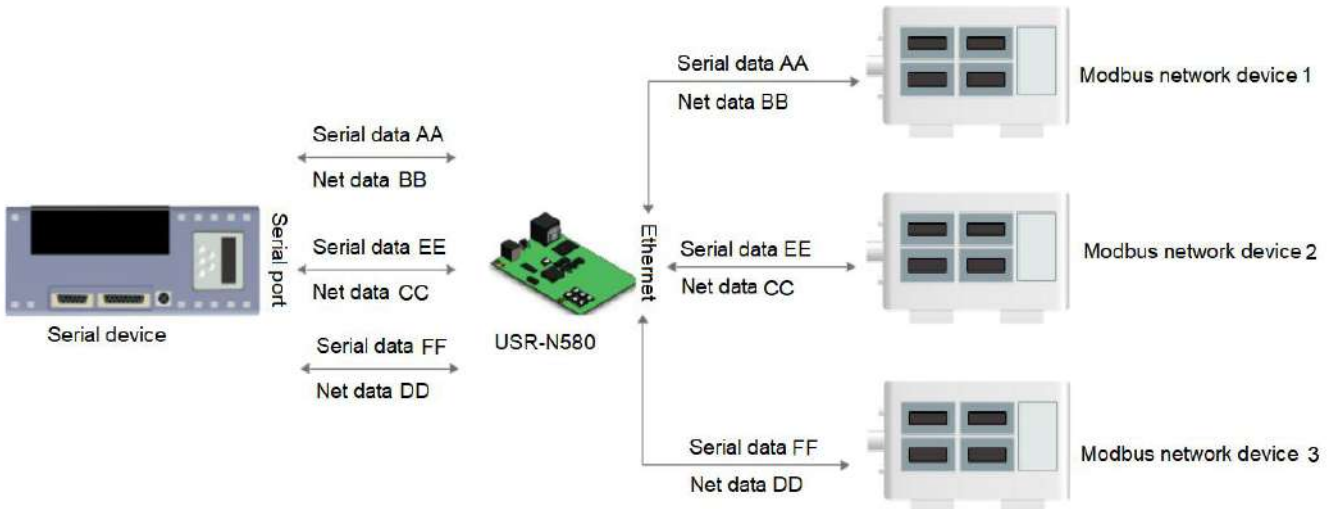 Serial data AA
Net data BB
Modbus network device 1
Serial data AA
Net data BB
Serial port
Serial data EE
Net data CC
Ethernet
Serial data EE
Net data CC
Modbus network device 2
Serial device
USR-N580
Serial data FF
Net data DD
Serial data FF
Net data DD
Modbus network device 3